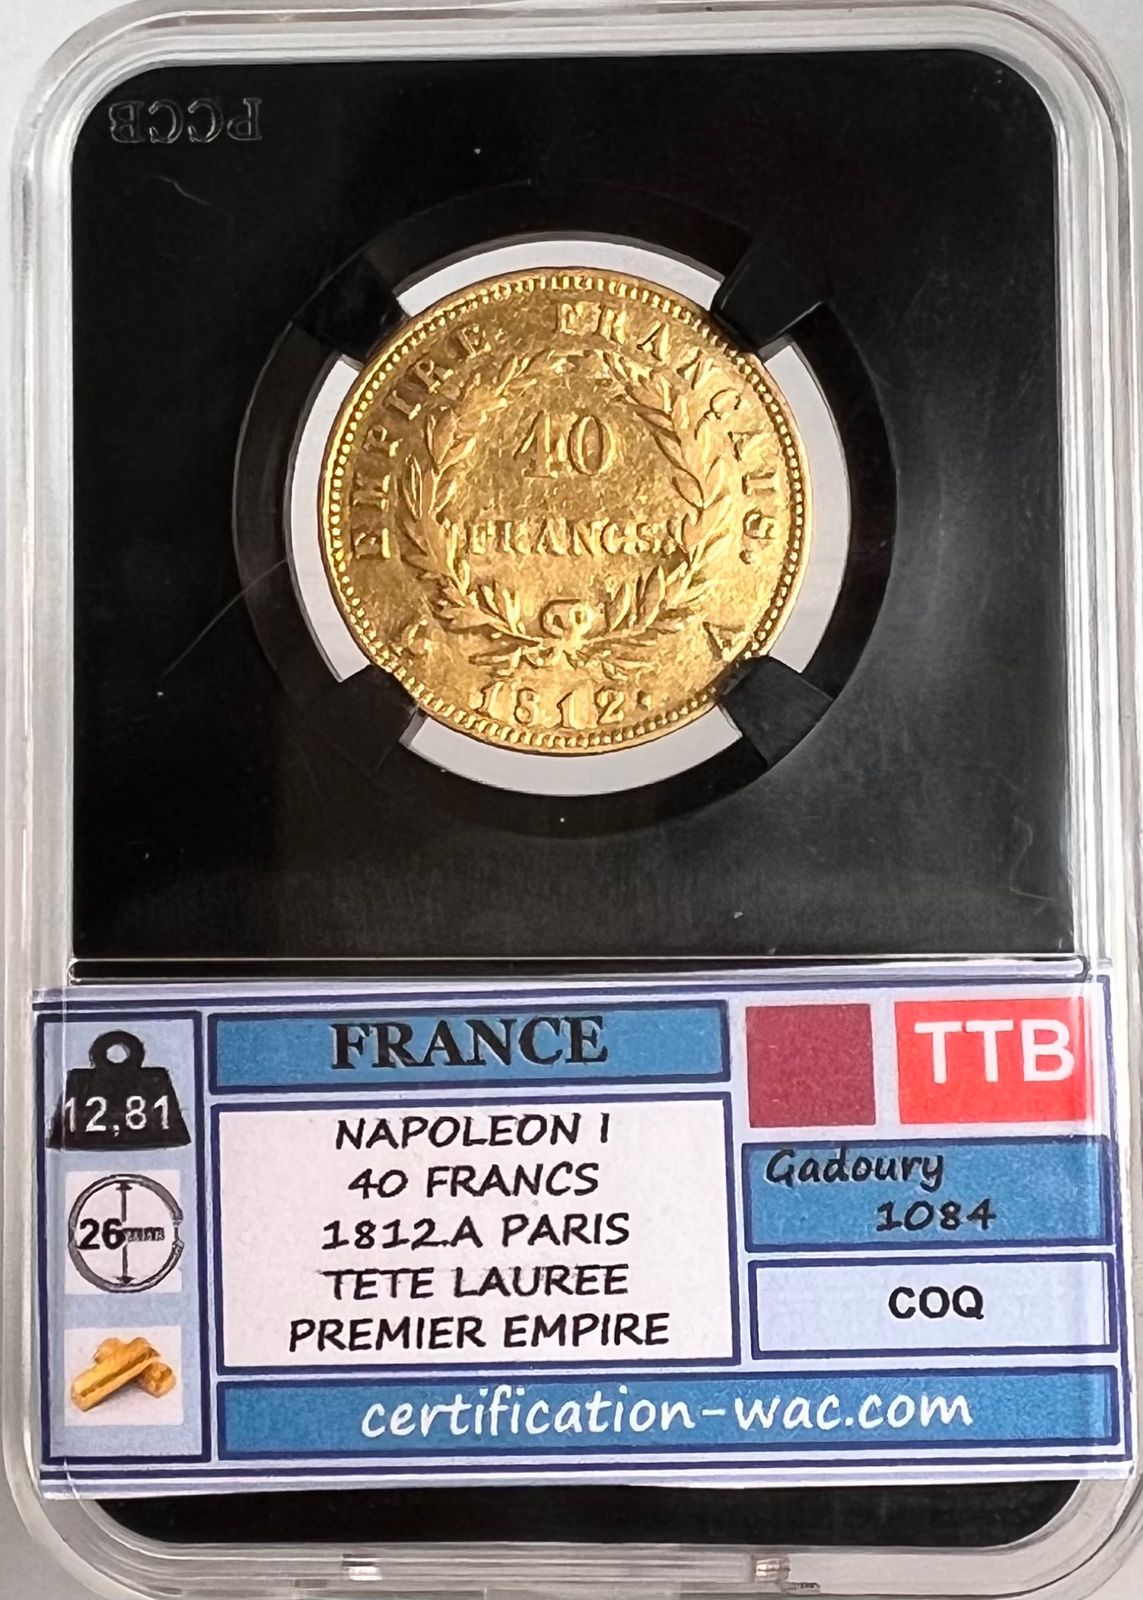 PCCB
EMPIRE FRANÇAIS.
40
FRANCS.
A
1812
FRANCE
TTB
12,81
NAPOLEON I
40 FRANCS
1812.A PARIS
TETE LAUREE
PREMIER EMPIRE
Gadoury
1084
26
COQ
certification-wac.com